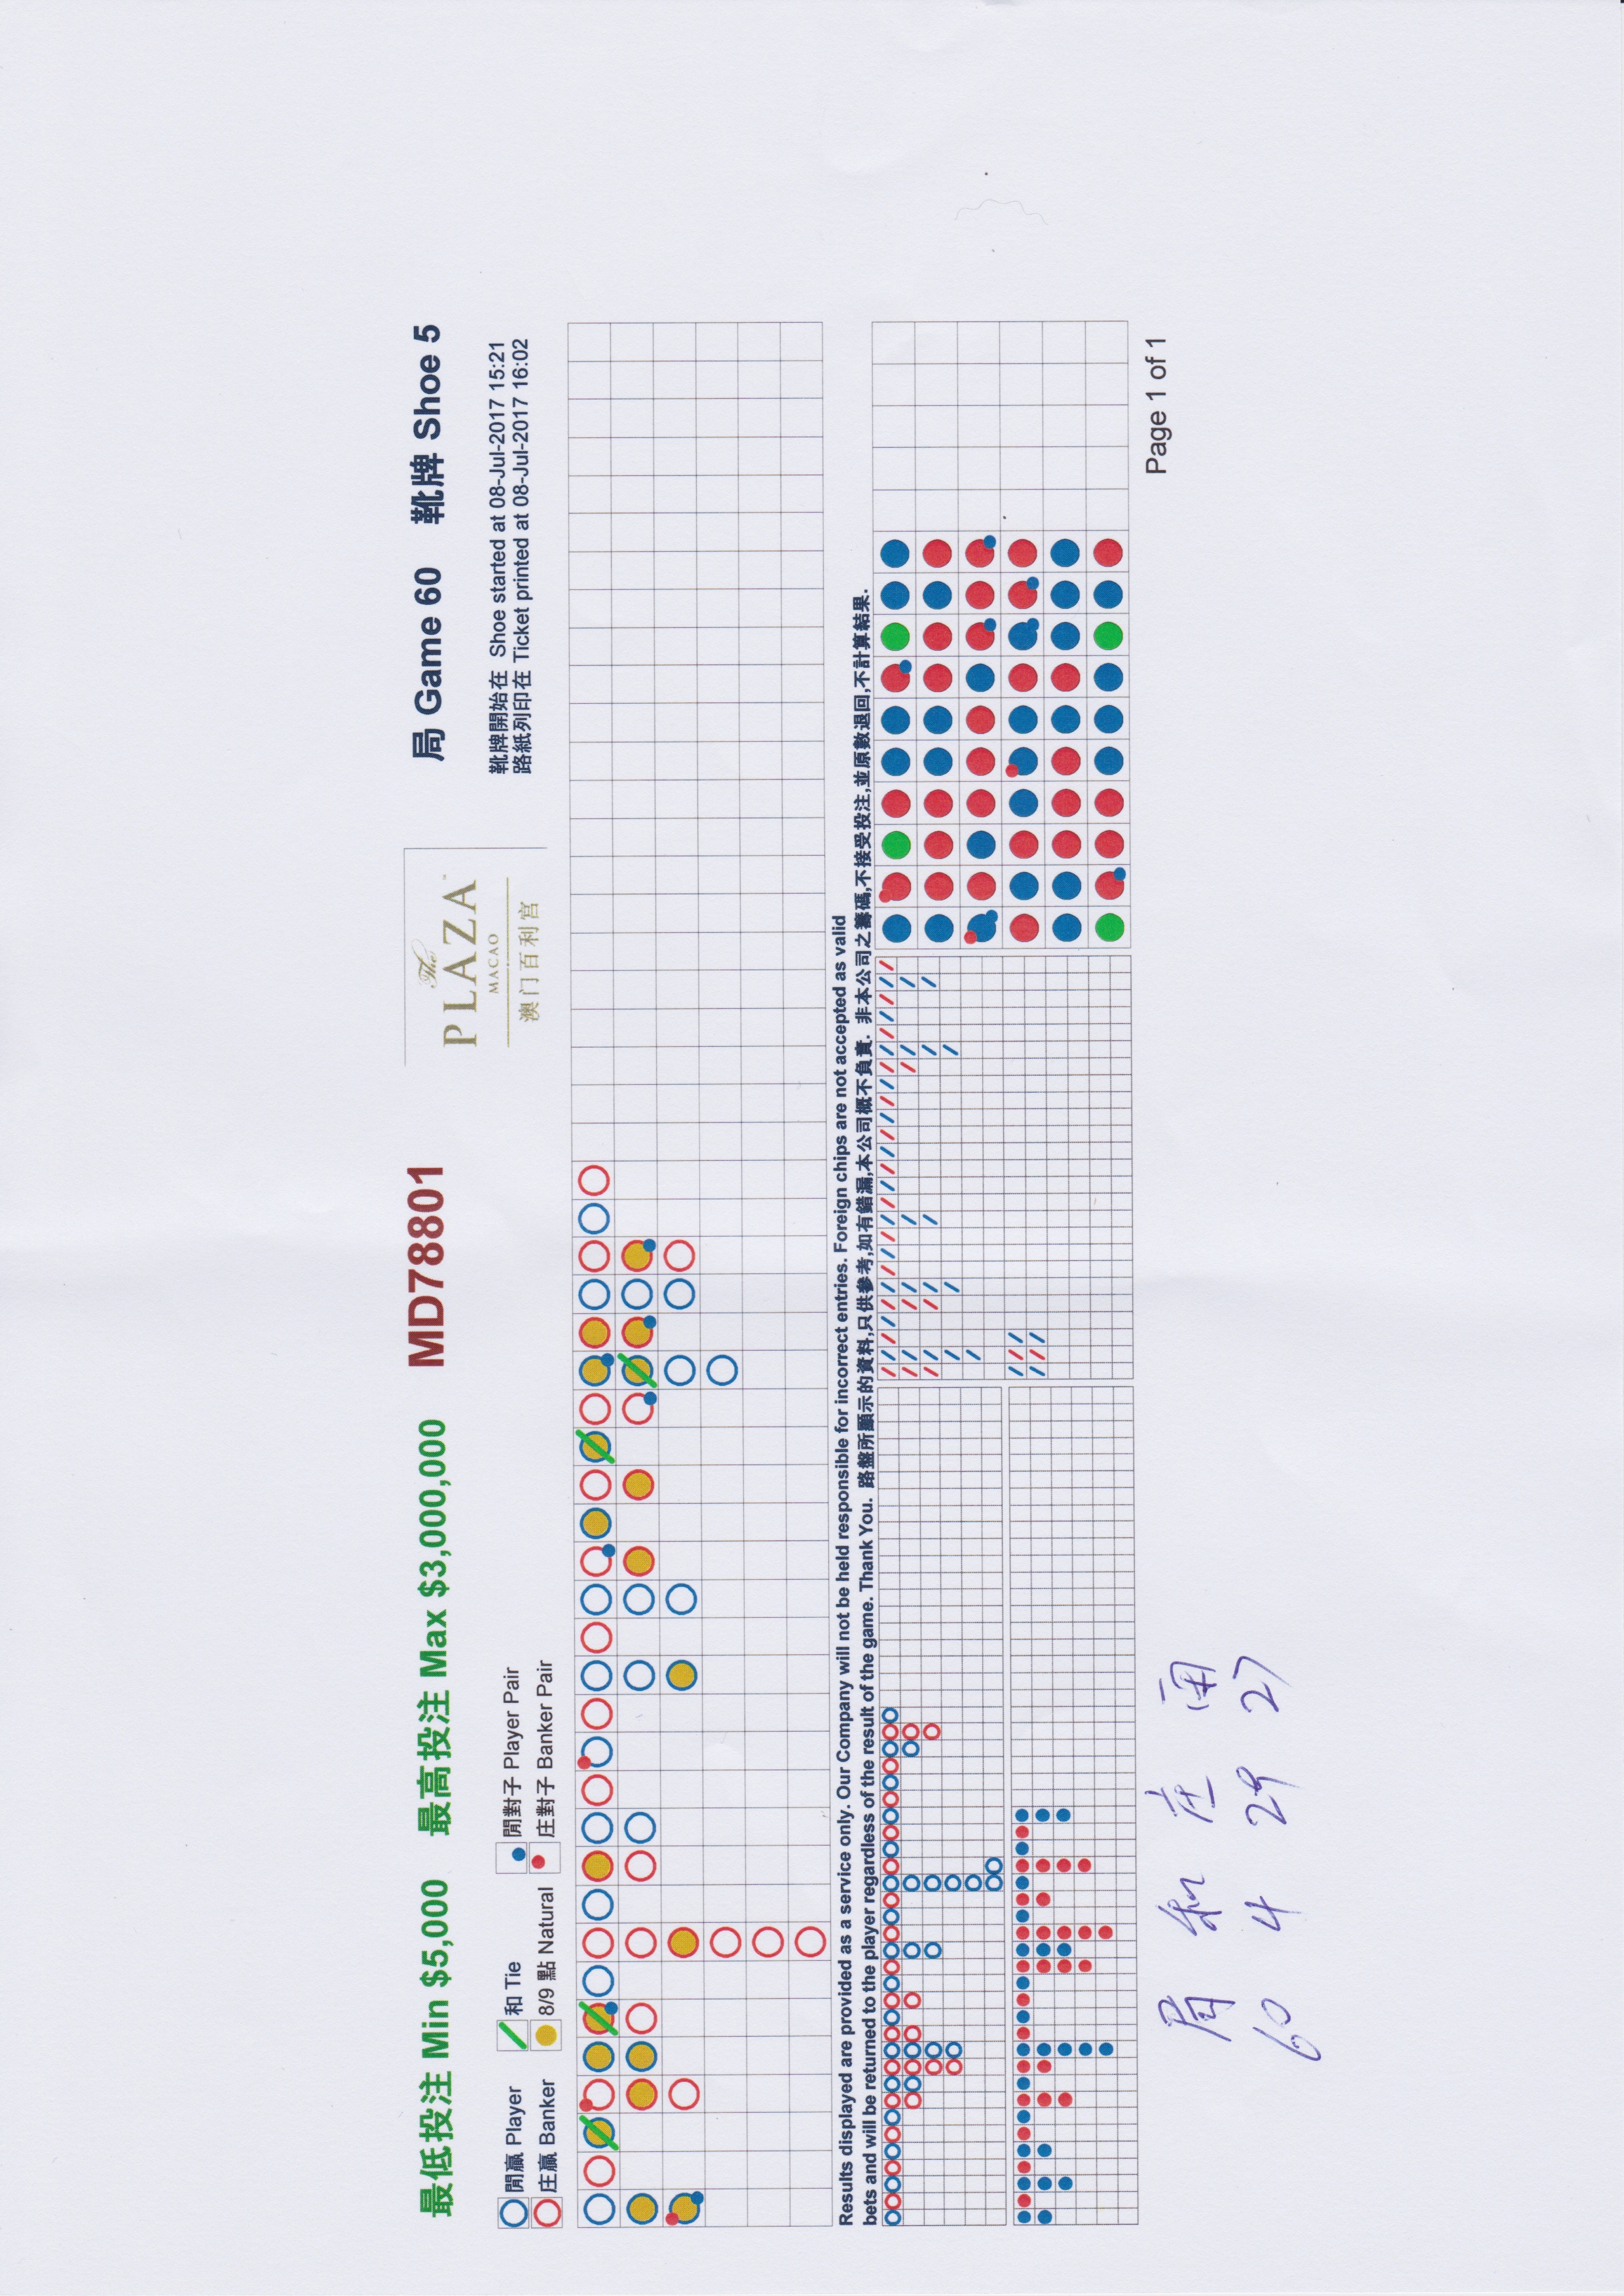 最低投注 Min $5,000 最高投注 Max $3,000,000 MD78801
The
PLAZA™
MACAO
澳门百利宫
局 Game 60 靴牌 Shoe 5
靴牌開始在 Shoe started at 08-Jul-2017 15:21
路紙列印在 Ticket printed at 08-Jul-2017 16:02
閒贏 Player 和 Tie 閒對子 Player Pair
庄贏 Banker 8/9 點 Natural 庄對子 Banker Pair
Results displayed are provided as a service only. Our Company will not be held responsible for incorrect entries. Foreign chips are not accepted as valid
bets and will be returned to the player regardless of the result of the game. Thank You. 路盤所顯示的資料,只供參考,如有錯漏,本公司概不負責. 非本公司之籌碼,不接受投注,並原數退回,不計算結果.
Page 1 of 1
局 和 庄 闲
60 4 29 27